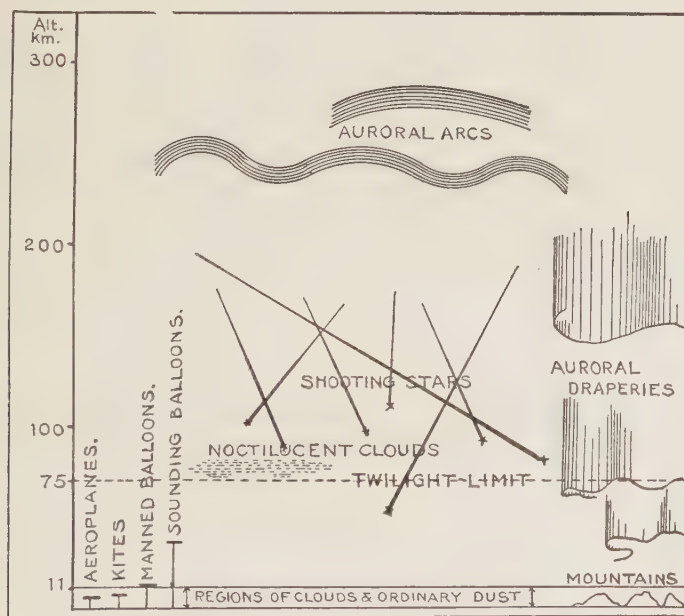 Alt.
km.
300
AURORAL ARCS
200
SHOOTING STARS
AURORAL
DRAPERIES
100
NOCTILUCENT CLOUDS
75
TWILIGHT LIMIT
AEROPLANES.
KITES
MANNED BALLOONS.
SOUNDING BALLOONS.
MOUNTAINS
11
REGIONS OF CLOUDS & ORDINARY DUST